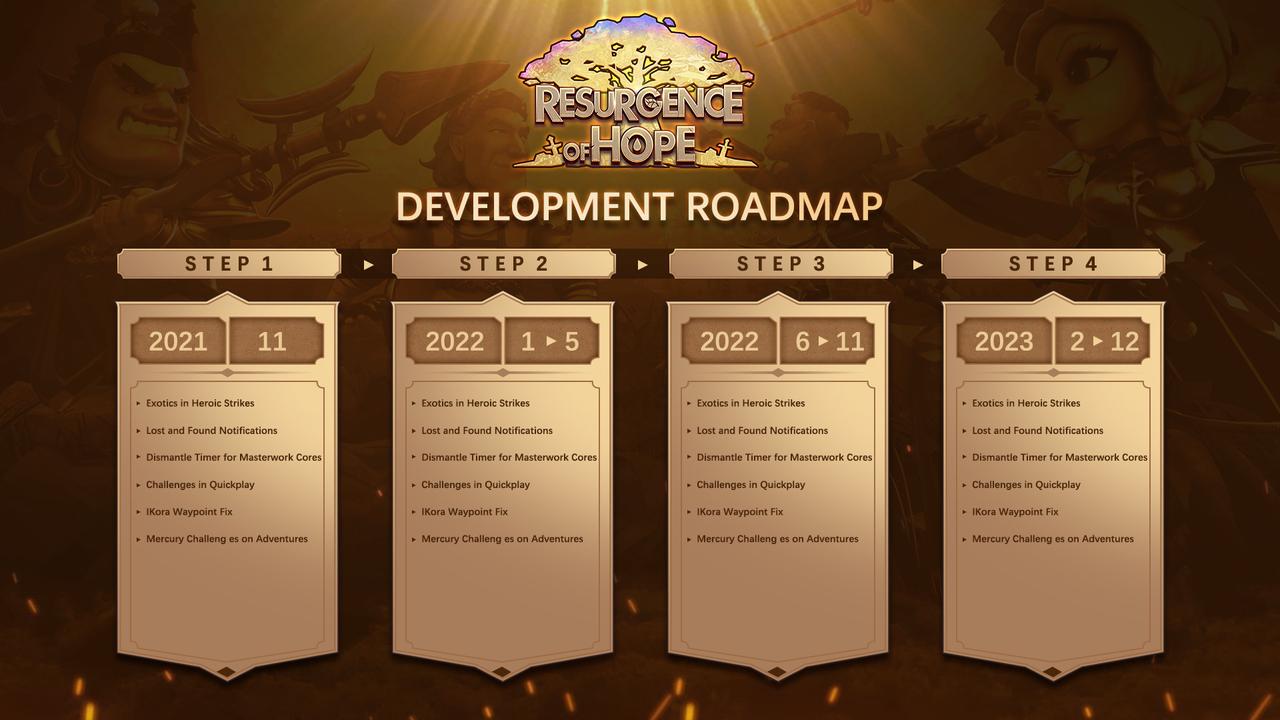 RESURGENCE
OF HOPE
DEVELOPMENT ROADMAP
STEP 1 ▸ STEP 2 ▸ STEP 3 ▸ STEP 4
2021 11
▸ Exotics in Heroic Strikes
▸ Lost and Found Notifications
▸ Dismantle Timer for Masterwork Cores
▸ Challenges in Quickplay
▸ IKora Waypoint Fix
▸ Mercury Challeng es on Adventures
2022 1 ▸ 5
▸ Exotics in Heroic Strikes
▸ Lost and Found Notifications
▸ Dismantle Timer for Masterwork Cores
▸ Challenges in Quickplay
▸ IKora Waypoint Fix
▸ Mercury Challeng es on Adventures
2022 6 ▸ 11
▸ Exotics in Heroic Strikes
▸ Lost and Found Notifications
▸ Dismantle Timer for Masterwork Cores
▸ Challenges in Quickplay
▸ IKora Waypoint Fix
▸ Mercury Challeng es on Adventures
2023 2 ▸ 12
▸ Exotics in Heroic Strikes
▸ Lost and Found Notifications
▸ Dismantle Timer for Masterwork Cores
▸ Challenges in Quickplay
▸ IKora Waypoint Fix
▸ Mercury Challeng es on Adventures